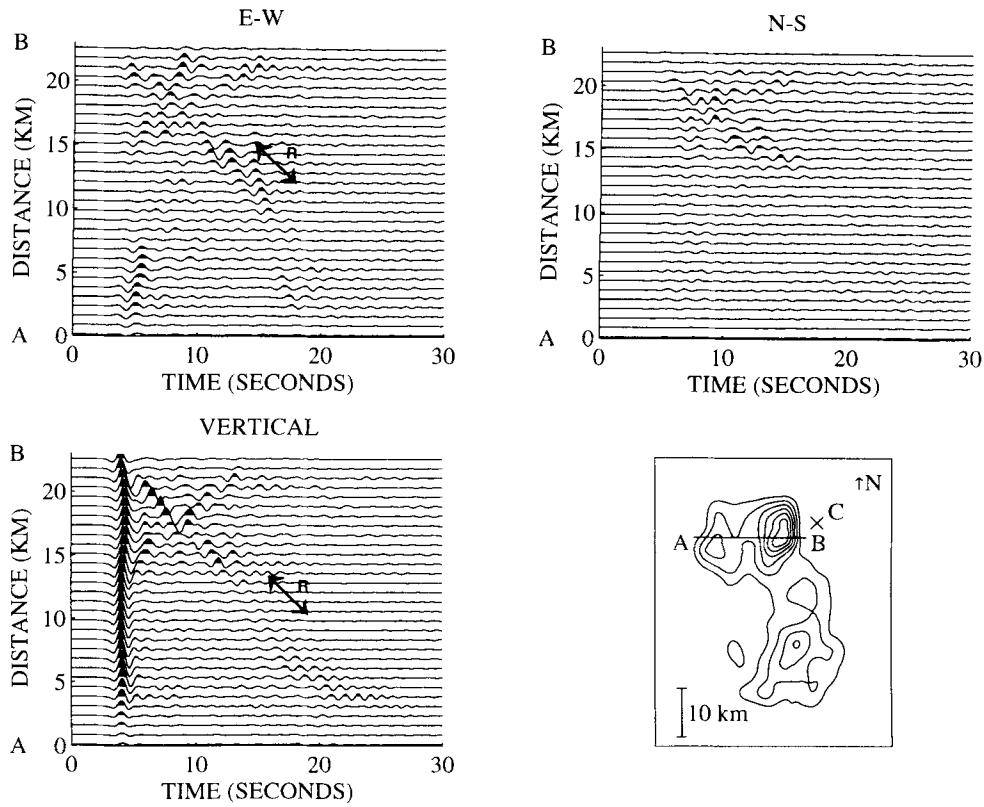 E-W
B
20
15
10
5
A
0
DISTANCE (KM)
R
0
10
20
30
TIME (SECONDS)
N-S
B
20
15
10
5
A
0
DISTANCE (KM)
0
10
20
30
TIME (SECONDS)
VERTICAL
B
20
15
10
5
A
0
DISTANCE (KM)
R
0
10
20
30
TIME (SECONDS)
↑N
C
A
B
10 km